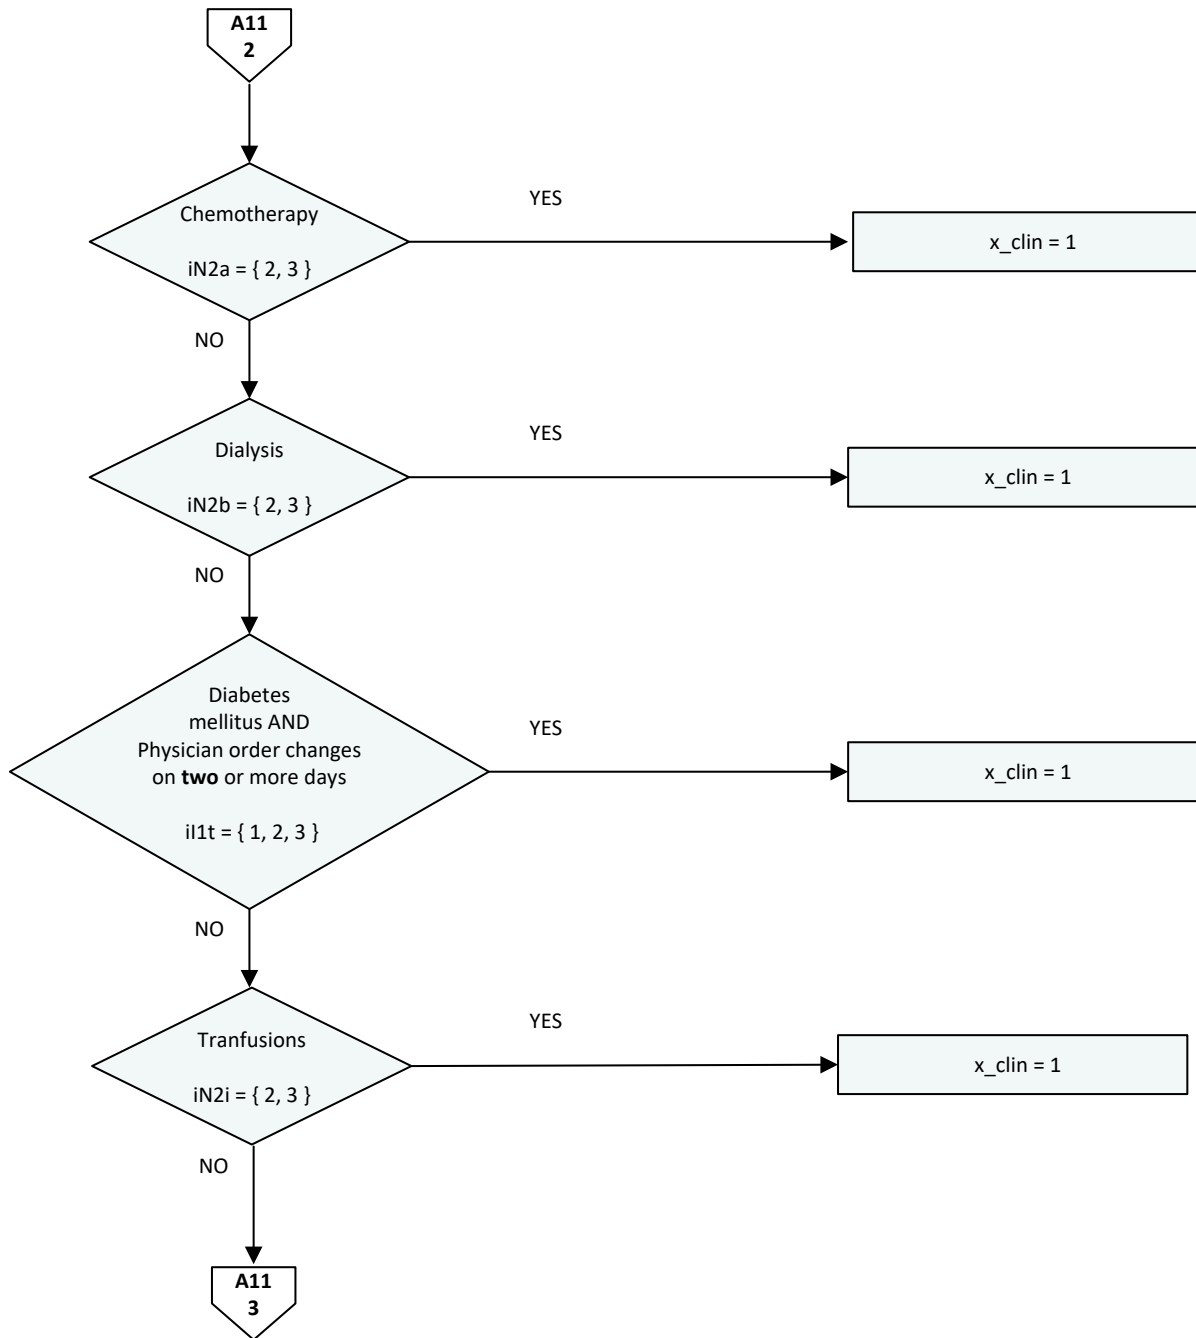 A11
2
Chemotherapy
iN2a = { 2, 3 }
YES
x_clin = 1
NO
Dialysis
iN2b = { 2, 3 }
YES
x_clin = 1
NO
Diabetes
mellitus AND
Physician order changes
on two or more days
iI1t = { 1, 2, 3 }
YES
x_clin = 1
NO
Tranfusions
iN2i = { 2, 3 }
YES
x_clin = 1
NO
A11
3